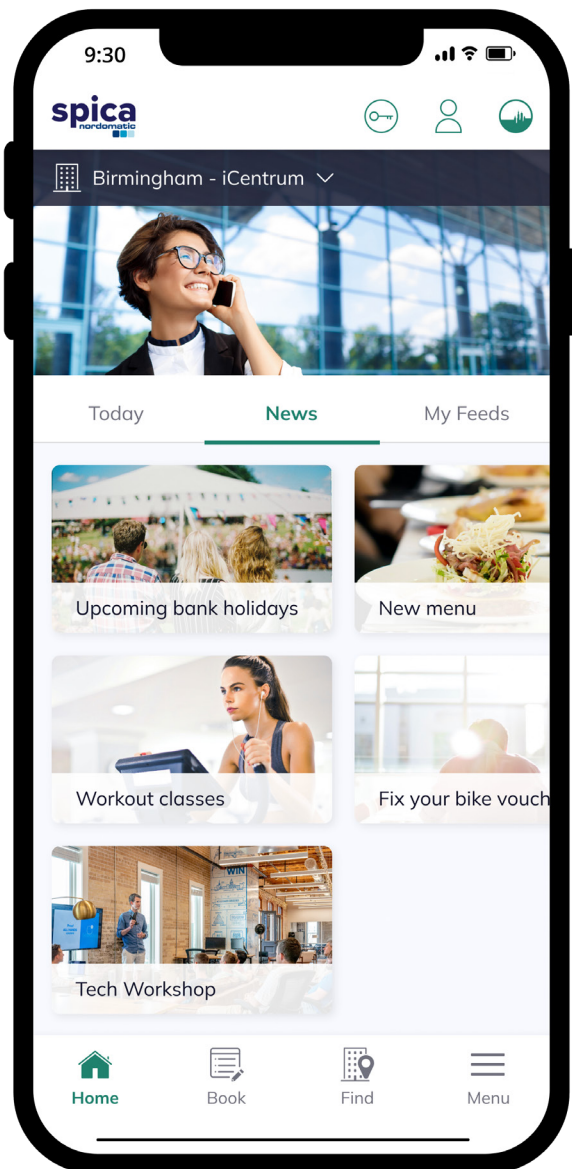 9:30
spica
nordomatic
Birmingham - iCentrum
Today
News
My Feeds
Upcoming bank holidays
New menu
Workout classes
Fix your bike vouch
WIN
Tech Workshop
Home
Book
Find
Menu